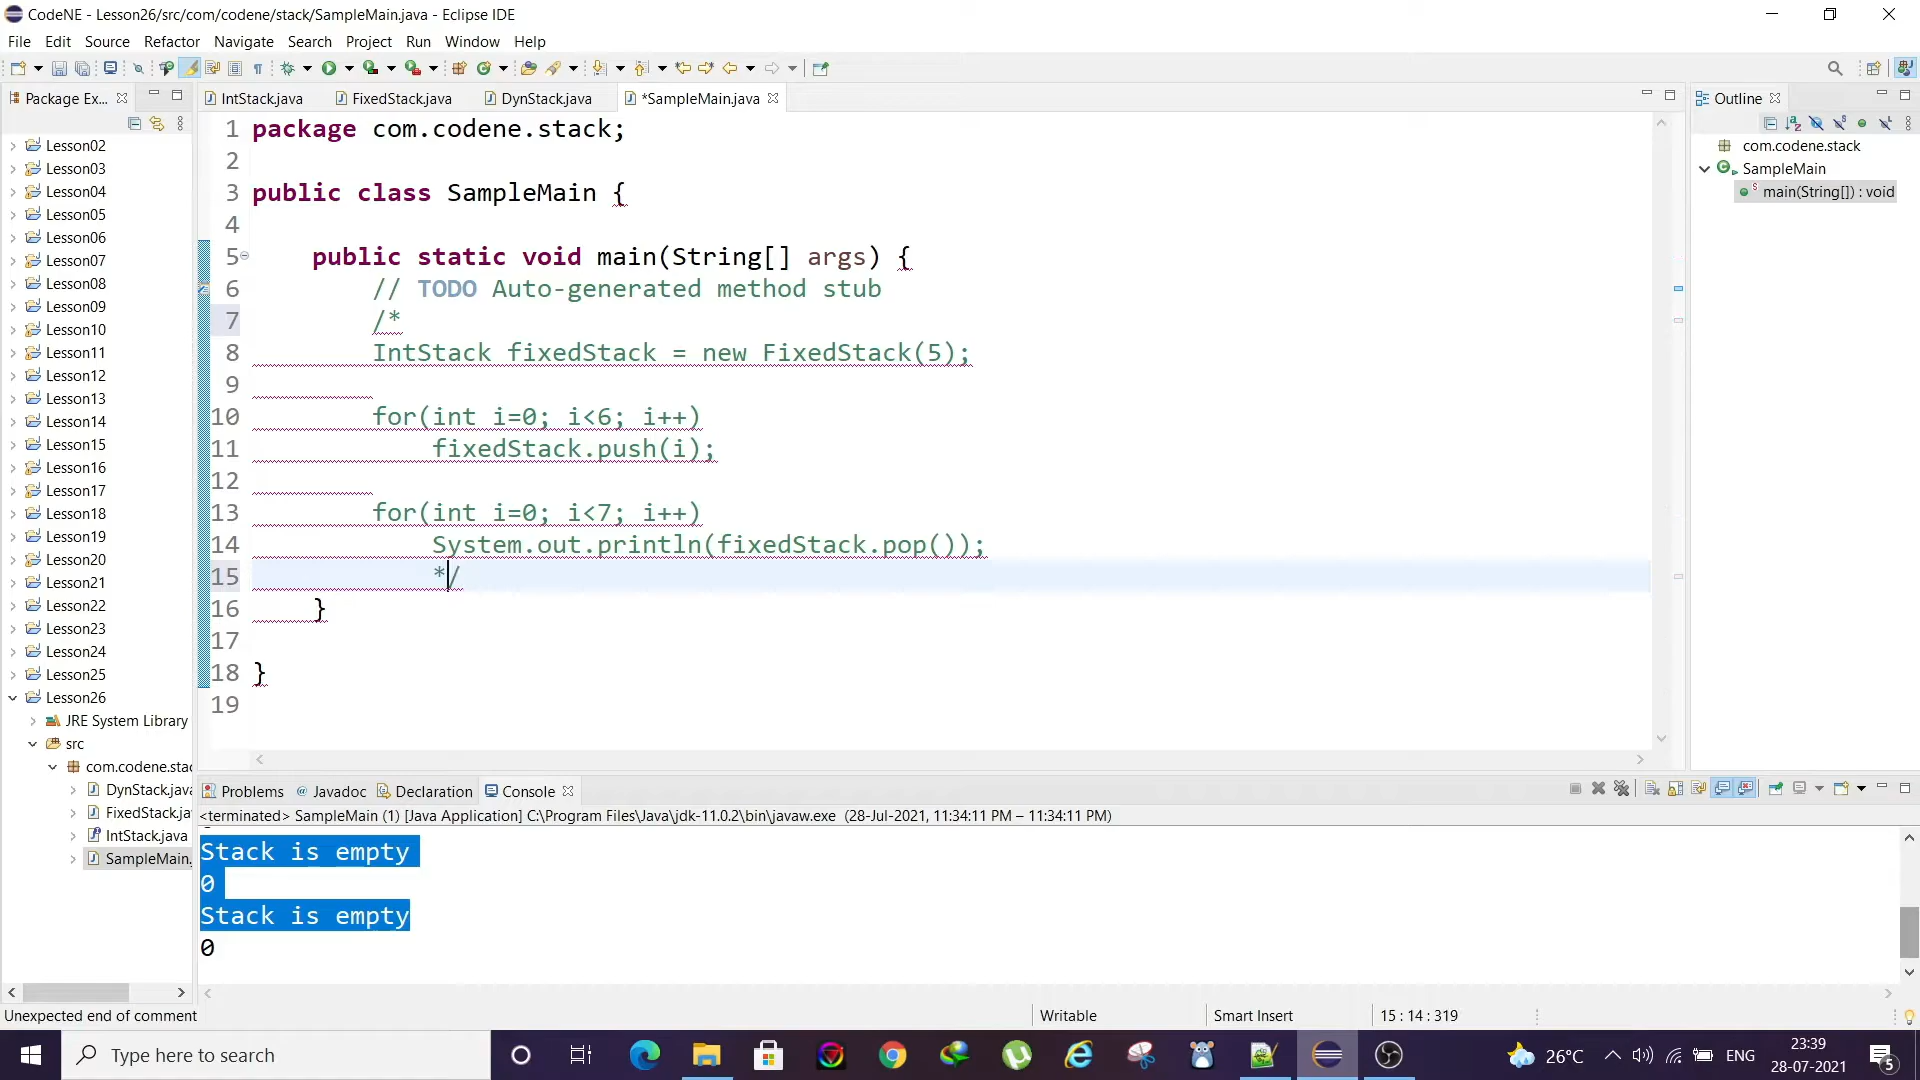 CodeNE - Lesson26/src/com/codene/stack/SampleMain.java - Eclipse IDE
File Edit Source Refactor Navigate Search Project Run Window Help
Package Ex...
IntStack.java FixedStack.java DynStack.java *SampleMain.java
Outline
Lesson02
Lesson03
Lesson04
Lesson05
Lesson06
Lesson07
Lesson08
Lesson09
Lesson10
Lesson11
Lesson12
Lesson13
Lesson14
Lesson15
Lesson16
Lesson17
Lesson18
Lesson19
Lesson20
Lesson21
Lesson22
Lesson23
Lesson24
Lesson25
Lesson26
JRE System Library
src
com.codene.stac
DynStack.java
FixedStack.ja
IntStack.java
SampleMain.
1 package com.codene.stack;
2
3 public class SampleMain {
4
5 public static void main(String[] args) {
6 // TODO Auto-generated method stub
7 /*
8 IntStack fixedStack = new FixedStack(5);
9
10 for(int i=0; i<6; i++)
11 fixedStack.push(i);
12
13 for(int i=0; i<7; i++)
14 System.out.println(fixedStack.pop());
15 */
16 }
17
18 }
19
com.codene.stack
SampleMain
main(String[]) : void
Problems @ Javadoc Declaration Console
<terminated> SampleMain (1) [Java Application] C:\Program Files\Java\jdk-11.0.2\bin\javaw.exe (28-Jul-2021, 11:34:11 PM – 11:34:11 PM)
Stack is empty
0
Stack is empty
0
Unexpected end of comment
Writable
Smart Insert
15 : 14 : 319
Type here to search
26°C
ENG
23:39
28-07-2021
5